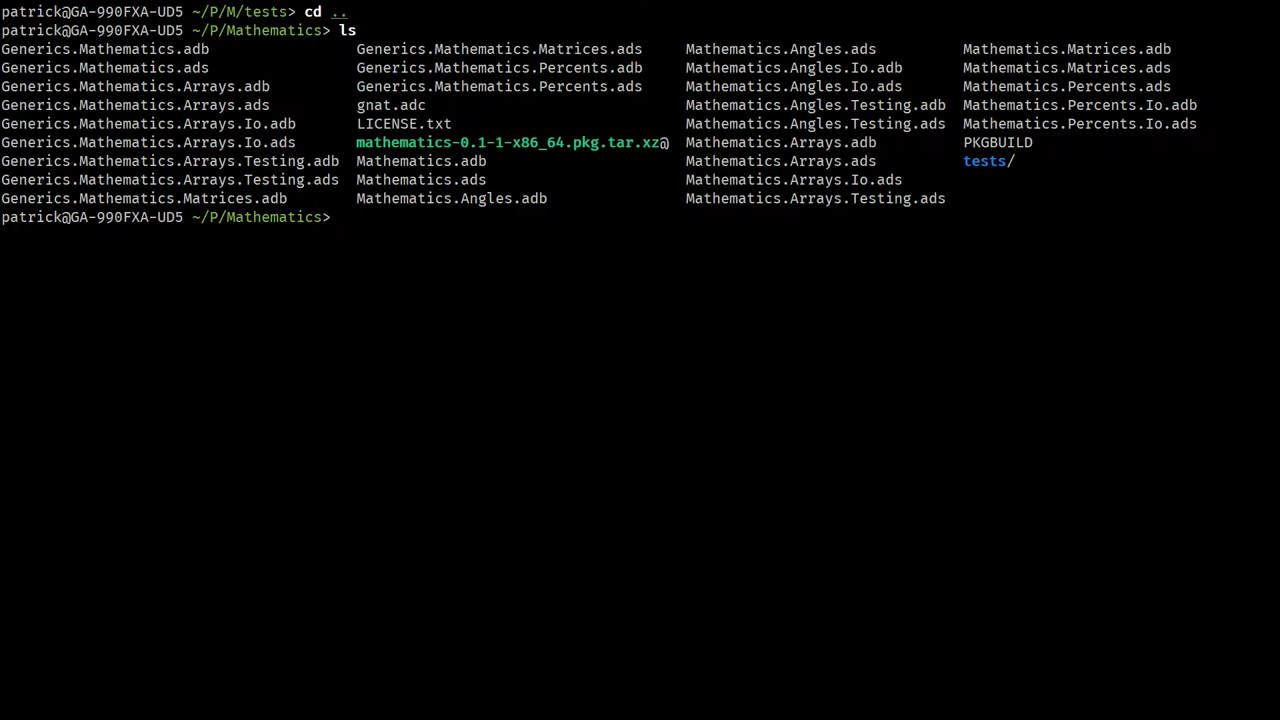 patrick@GA-990FXA-UD5 ~/P/M/tests> cd ..
patrick@GA-990FXA-UD5 ~/P/Mathematics> ls
Generics.Mathematics.adb Generics.Mathematics.Matrices.ads Mathematics.Angles.ads Mathematics.Matrices.adb
Generics.Mathematics.ads Generics.Mathematics.Percents.adb Mathematics.Angles.Io.adb Mathematics.Matrices.ads
Generics.Mathematics.Arrays.adb Generics.Mathematics.Percents.ads Mathematics.Angles.Io.ads Mathematics.Percents.ads
Generics.Mathematics.Arrays.ads gnat.adc Mathematics.Angles.Testing.adb Mathematics.Percents.Io.adb
Generics.Mathematics.Arrays.Io.adb LICENSE.txt Mathematics.Angles.Testing.ads Mathematics.Percents.Io.ads
Generics.Mathematics.Arrays.Io.ads mathematics-0.1-1-x86_64.pkg.tar.xz@ Mathematics.Arrays.adb PKGBUILD
Generics.Mathematics.Arrays.Testing.adb Mathematics.adb Mathematics.Arrays.ads tests/
Generics.Mathematics.Arrays.Testing.ads Mathematics.ads Mathematics.Arrays.Io.ads
Generics.Mathematics.Matrices.adb Mathematics.Angles.adb Mathematics.Arrays.Testing.ads
patrick@GA-990FXA-UD5 ~/P/Mathematics>